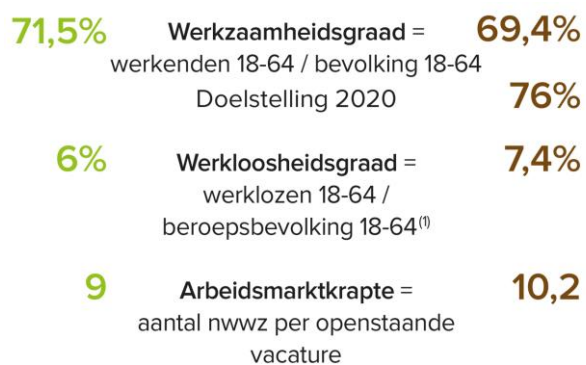 71,5% Werkzaamheidsgraad = 69,4%
werkenden 18-64 / bevolking 18-64
Doelstelling 2020 76%
6% Werkloosheidsgraad = 7,4%
werklozen 18-64 /
beroepsbevolking 18-64(1)
9 Arbeidsmarktkrapte = 10,2
aantal nwwz per openstaande
vacature